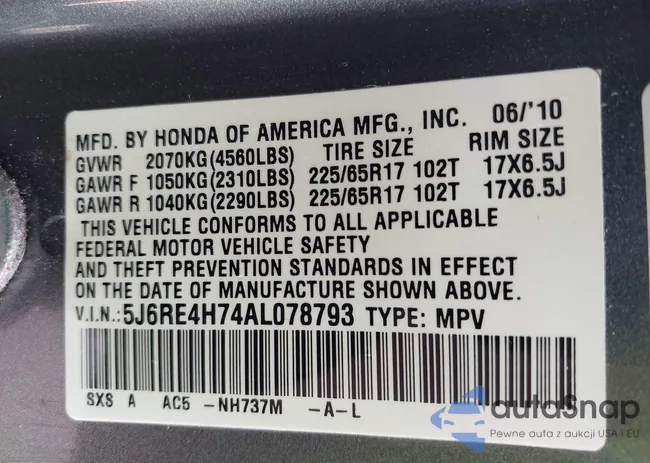 MFD. BY HONDA OF AMERICA MFG., INC. 06/'10
GVWR 2070KG(4560LBS) TIRE SIZE RIM SIZE
GAWR F 1050KG(2310LBS) 225/65R17 102T 17X6.5J
GAWR R 1040KG(2290LBS) 225/65R17 102T 17X6.5J
THIS VEHICLE CONFORMS TO ALL APPLICABLE
FEDERAL MOTOR VEHICLE SAFETY
AND THEFT PREVENTION STANDARDS IN EFFECT
ON THE DATE OF MANUFACTURE SHOWN ABOVE.
V.I.N.:5J6RE4H74AL078793 TYPE: MPV
SXS A AC5 -NH737M -A-L
autoSnap
Pewne auta z aukcji USA i EU